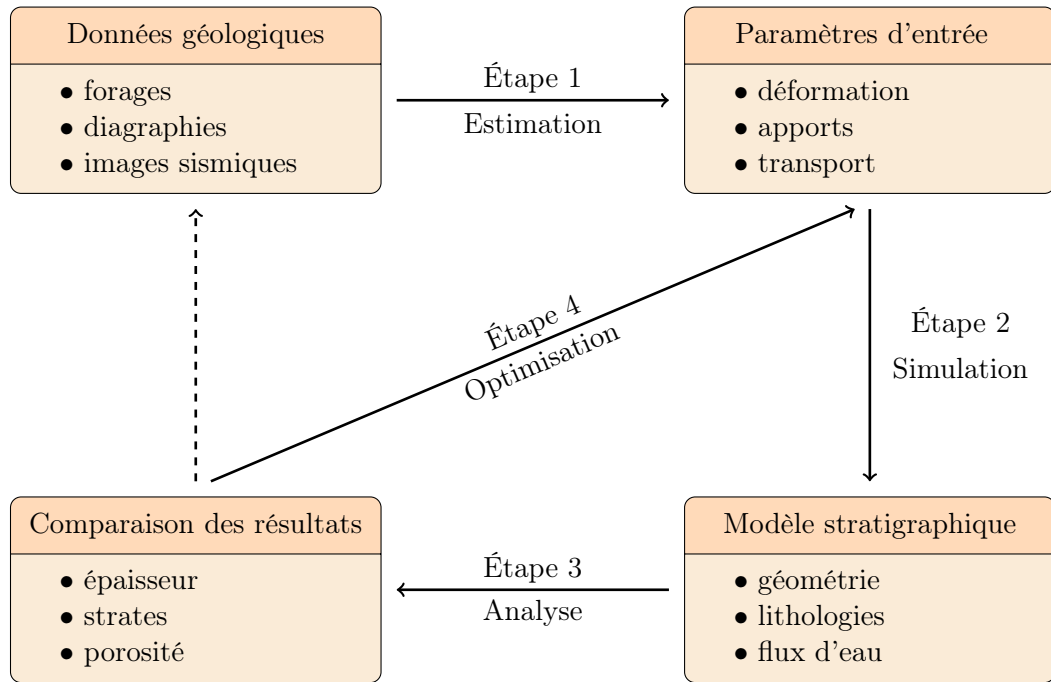 Données géologiques
• forages
• diagraphies
• images sismiques
Étape 1
Estimation
Paramètres d'entrée
• déformation
• apports
• transport
Étape 4
Optimisation
Étape 2
Simulation
Comparaison des résultats
• épaisseur
• strates
• porosité
Étape 3
Analyse
Modèle stratigraphique
• géométrie
• lithologies
• flux d'eau